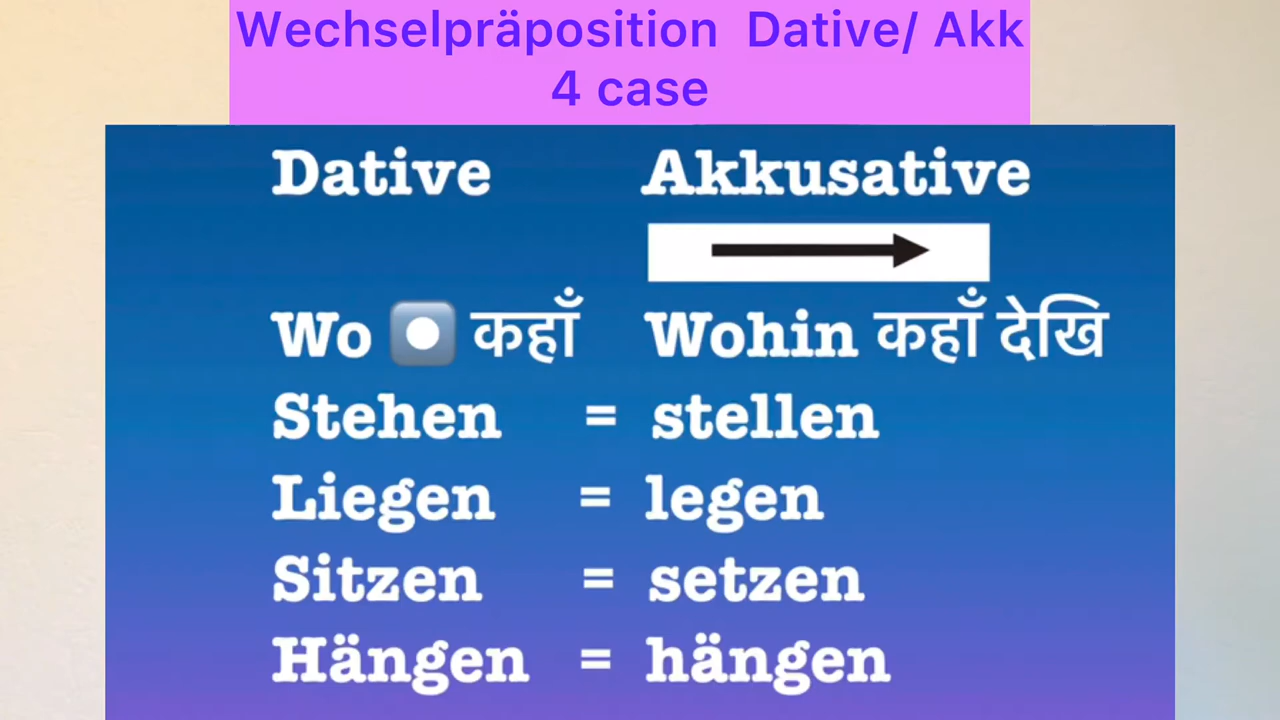 Wechselpräposition Dative/ Akk
4 case
Dative Akkusative
Wo कहाँ Wohin कहाँ देखि
Stehen = stellen
Liegen = legen
Sitzen = setzen
Hängen = hängen